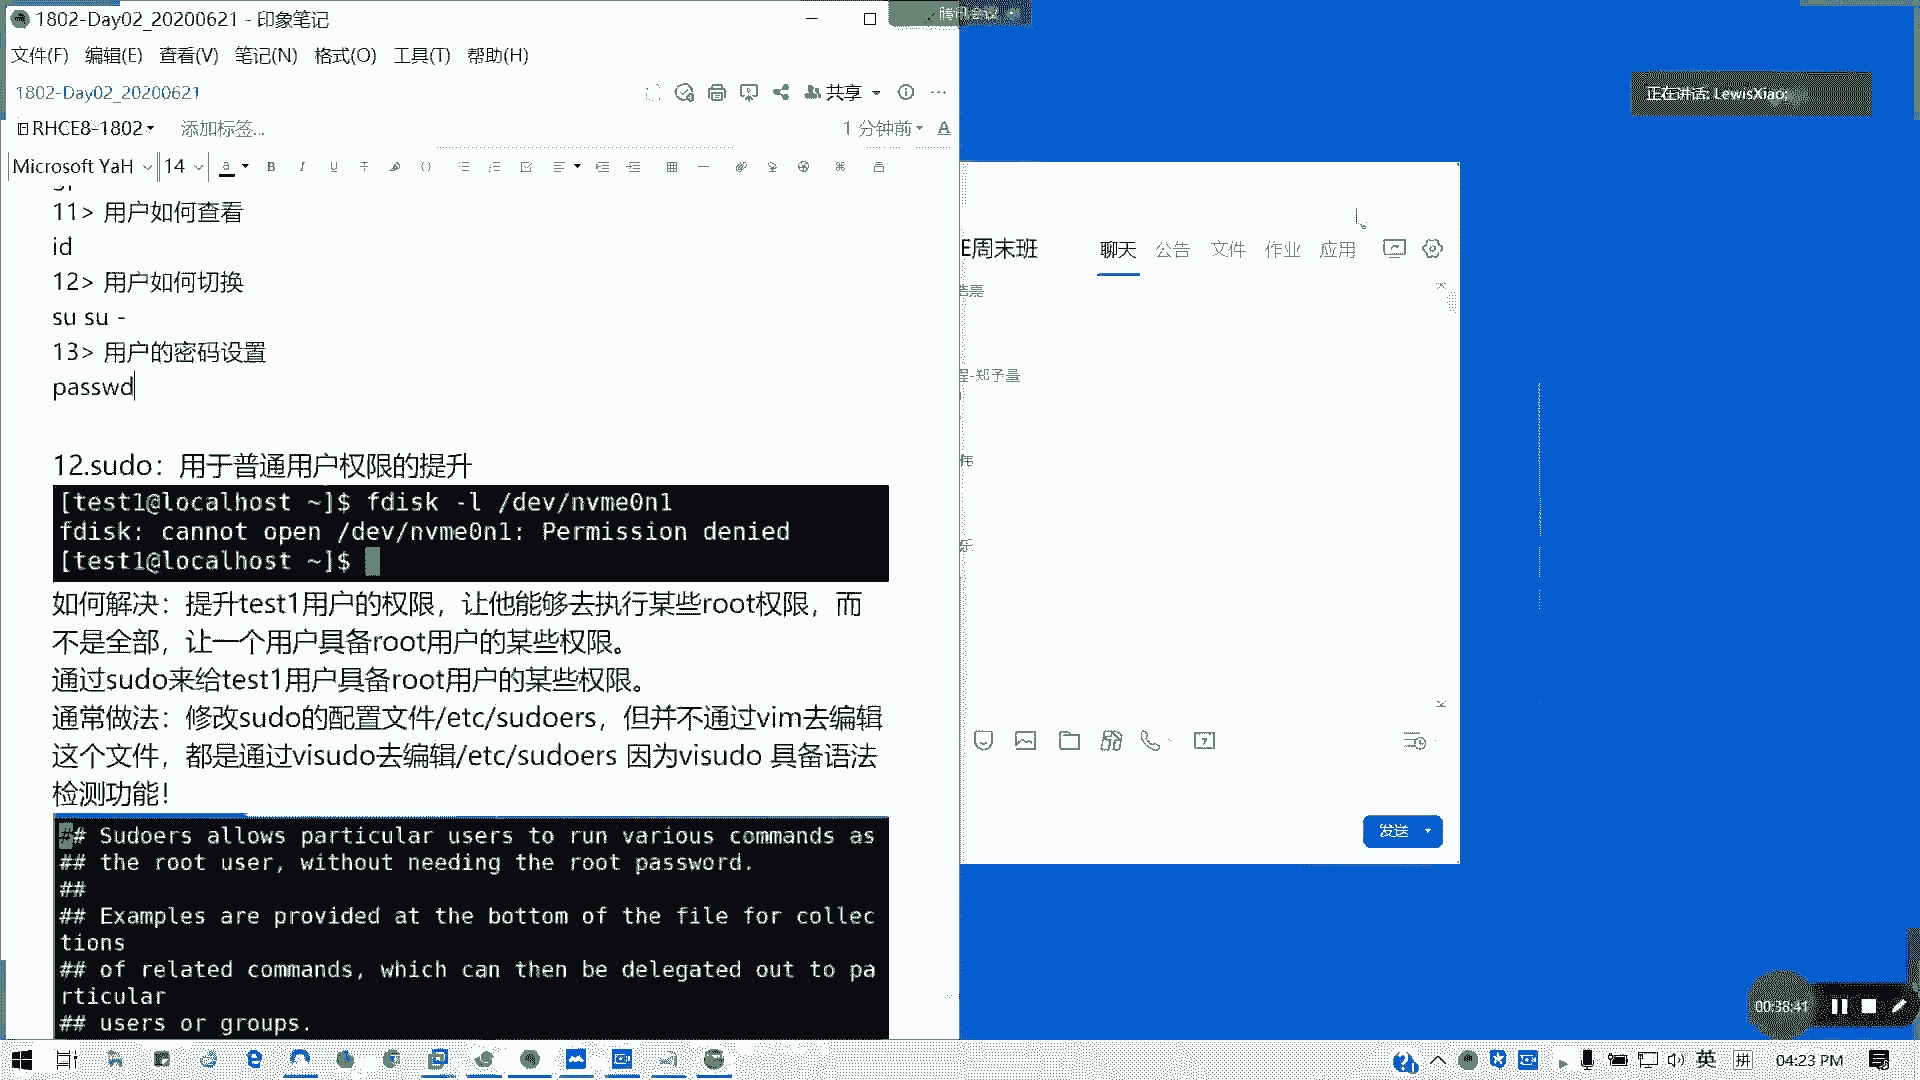 1802-Day02_20200621 - 印象笔记
腾讯会议
文件(F) 编辑(E) 查看(V) 笔记(N) 格式(O) 工具(T) 帮助(H)
正在讲话: LewisXiao;
1802-Day02_20200621
共享
RHCE8-1802
添加标签...
1 分钟前
Microsoft YaH
14
11> 用户如何查看
id
12> 用户如何切换
su su -
13> 用户的密码设置
passwd
12.sudo：用于普通用户权限的提升
[test1@localhost ~]$ fdisk -l /dev/nvme0n1
fdisk: cannot open /dev/nvme0n1: Permission denied
[test1@localhost ~]$
如何解决：提升test1用户的权限，让他能够去执行某些root权限，而
不是全部，让一个用户具备root用户的某些权限。
通过sudo来给test1用户具备root用户的某些权限。
通常做法：修改sudo的配置文件/etc/sudoers，但并不通过vim去编辑
这个文件，都是通过visudo去编辑/etc/sudoers 因为visudo 具备语法
检测功能！
## Sudoers allows particular users to run various commands as
## the root user, without needing the root password.
##
## Examples are provided at the bottom of the file for collec
tions
## of related commands, which can then be delegated out to pa
rticular
## users or groups.
E周末班
聊天 公告 文件 作业 应用
程-郑子量
伟
乐
发送
00:38:41
英
拼
04:23 PM